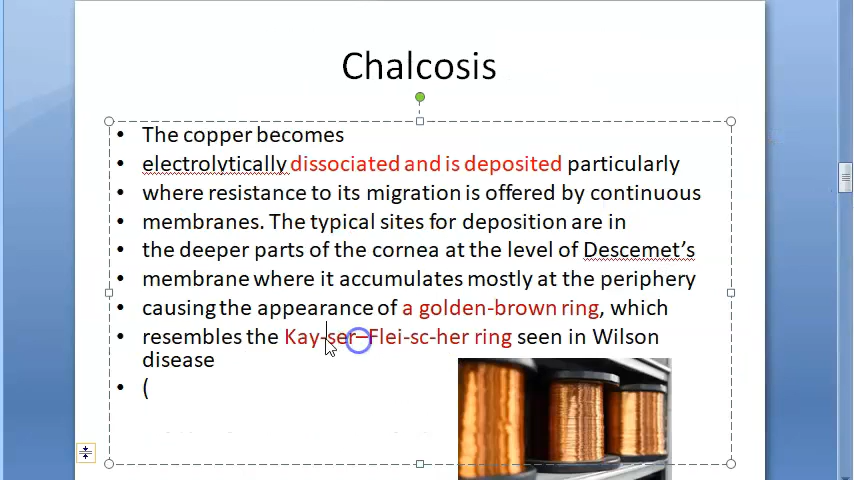 Chalcosis
• The copper becomes
• electrolytically dissociated and is deposited particularly
• where resistance to its migration is offered by continuous
• membranes. The typical sites for deposition are in
• the deeper parts of the cornea at the level of Descemet’s
• membrane where it accumulates mostly at the periphery
• causing the appearance of a golden-brown ring, which
• resembles the Kay-ser–Flei-sc-her ring seen in Wilson
disease
• (